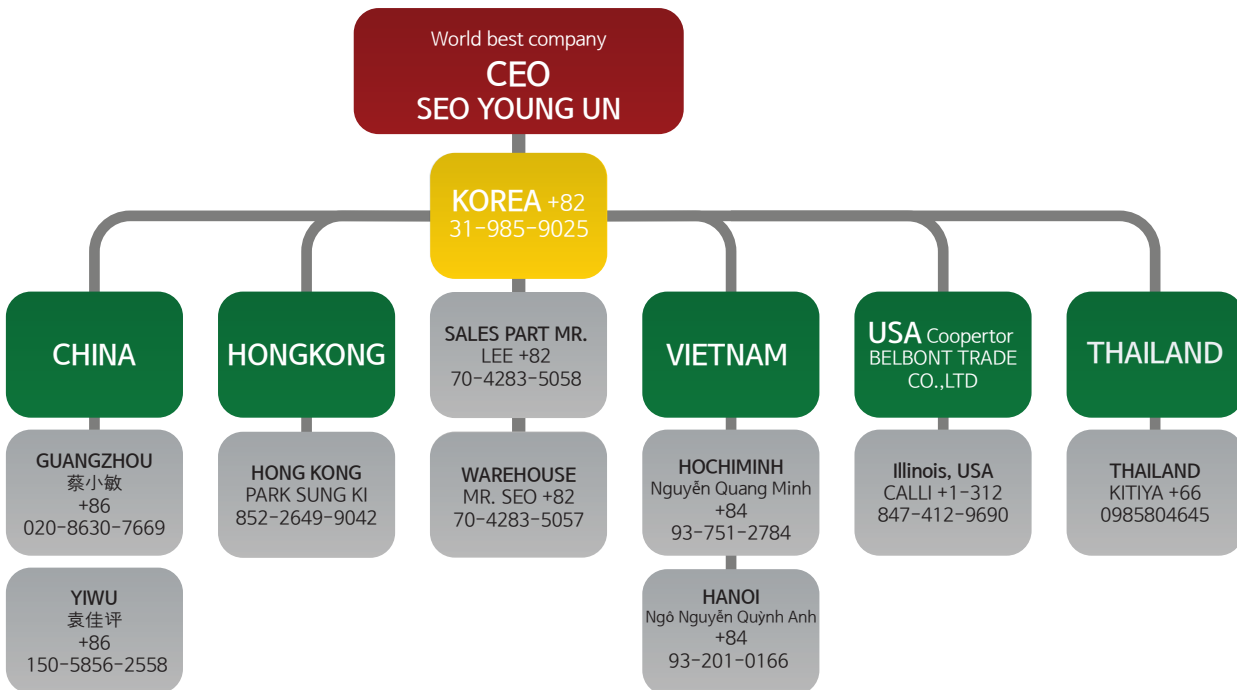 World best company
CEO
SEO YOUNG UN
KOREA +82
31-985-9025
CHINA
HONGKONG
SALES PART MR.
LEE +82
70-4283-5058
VIETNAM
USA Coopertor
BELBONT TRADE
CO.,LTD
THAILAND
GUANGZHOU
蔡小敏
+86
020-8630-7669
HONG KONG
PARK SUNG KI
852-2649-9042
WAREHOUSE
MR. SEO +82
70-4283-5057
HOCHIMINH
Nguyễn Quang Minh
+84
93-751-2784
Illinois, USA
CALLI +1-312
847-412-9690
THAILAND
KITIYA +66
0985804645
YIWU
袁佳评
+86
150-5856-2558
HANOI
Ngô Nguyễn Quỳnh Anh
+84
93-201-0166